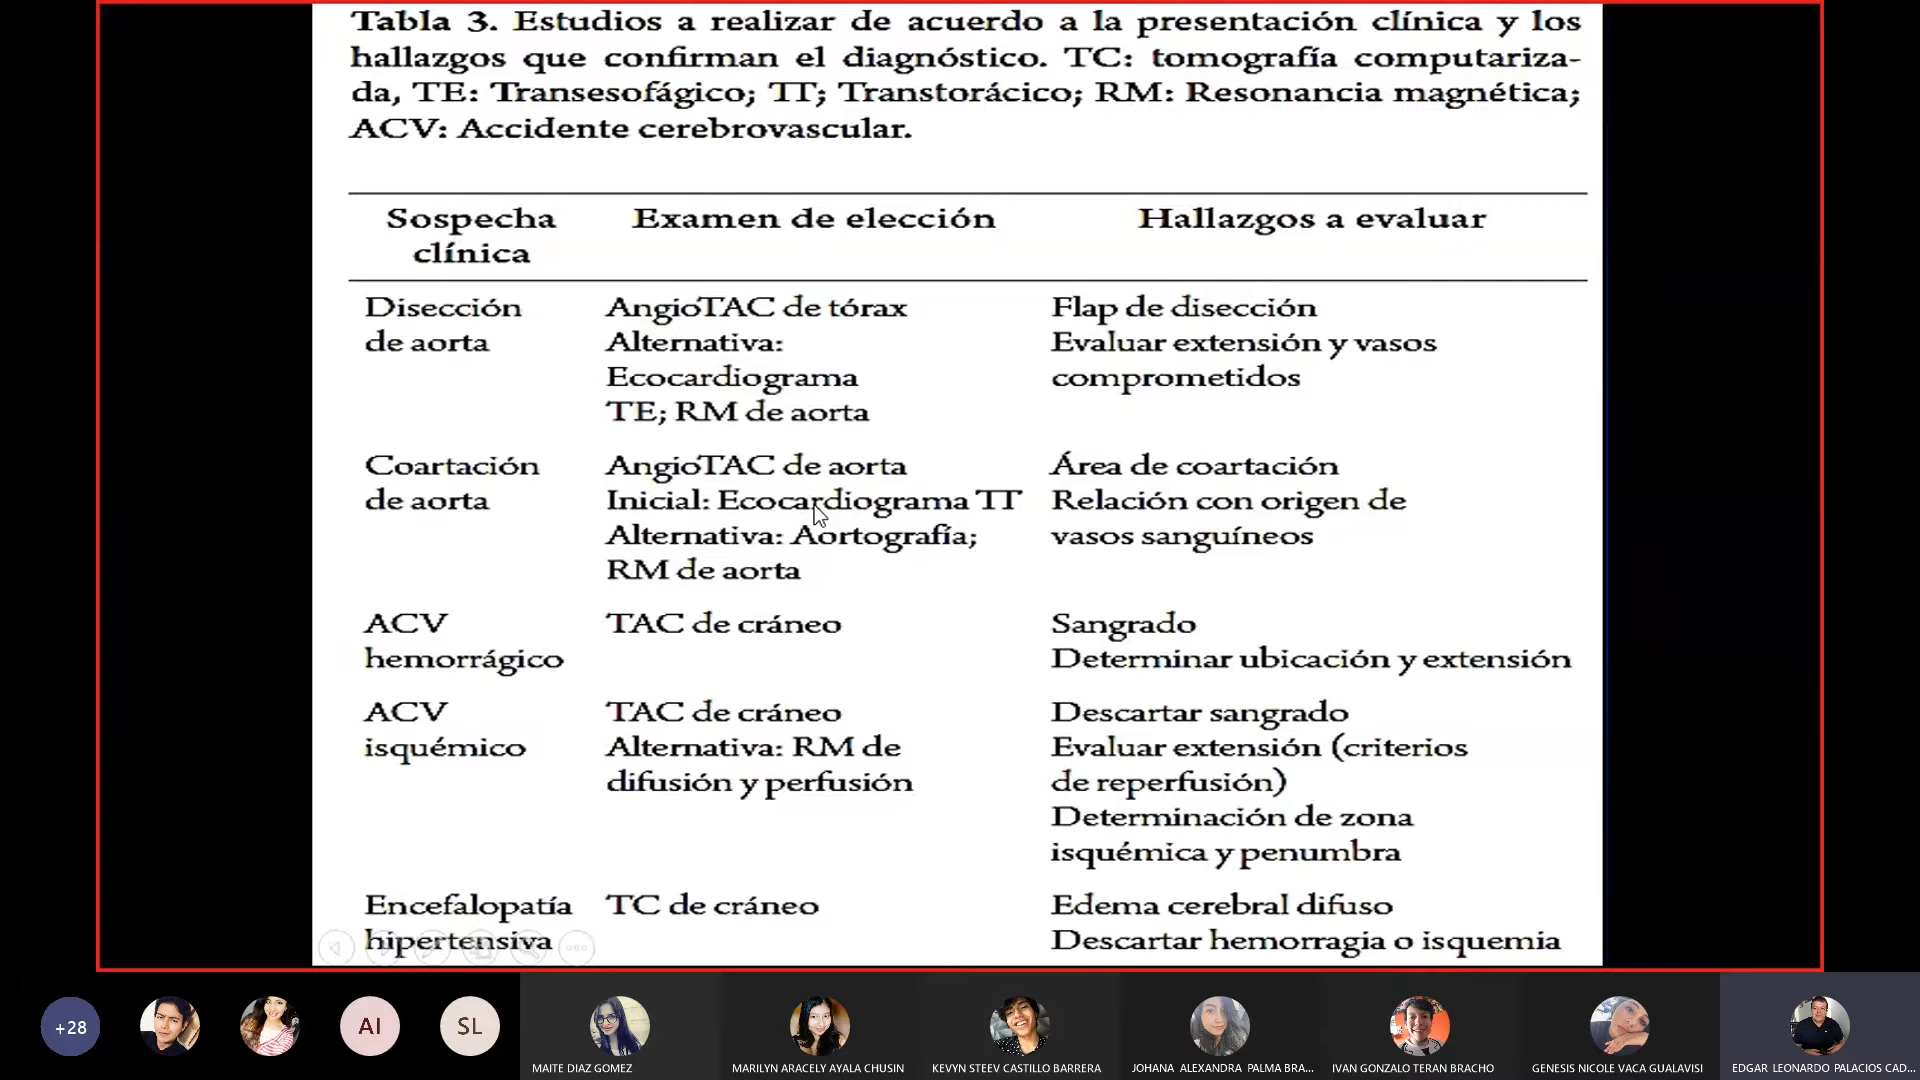 Tabla 3. Estudios a realizar de acuerdo a la presentación clínica y los
hallazgos que confirman el diagnóstico. TC: tomografía computariza-
da, TE: Transesofágico; TT; Transtorácico; RM: Resonancia magnética;
ACV: Accidente cerebrovascular.
Sospecha
clínica
Examen de elección
Hallazgos a evaluar
Disección
de aorta
AngioTAC de tórax
Alternativa:
Ecocardiograma
TE; RM de aorta
Flap de disección
Evaluar extensión y vasos
comprometidos
Coartación
de aorta
AngioTAC de aorta
Inicial: Ecocardiograma TT
Alternativa: Aortografía;
RM de aorta
Área de coartación
Relación con origen de
vasos sanguíneos
ACV
hemorrágico
TAC de cráneo
Sangrado
Determinar ubicación y extensión
ACV
isquémico
TAC de cráneo
Alternativa: RM de
difusión y perfusión
Descartar sangrado
Evaluar extensión (criterios
de reperfusión)
Determinación de zona
isquémica y penumbra
Encefalopatía
hipertensiva
TC de cráneo
Edema cerebral difuso
Descartar hemorragia o isquemia
+28
AI
SL
MAITE DIAZ GOMEZ
MARILYN ARACELY AYALA CHUSIN
KEVYN STEEV CASTILLO BARRERA
JOHANA ALEXANDRA PALMA BRA...
IVAN GONZALO TERAN BRACHO
GENESIS NICOLE VACA GUALAVISI
EDGAR LEONARDO PALACIOS CAD...